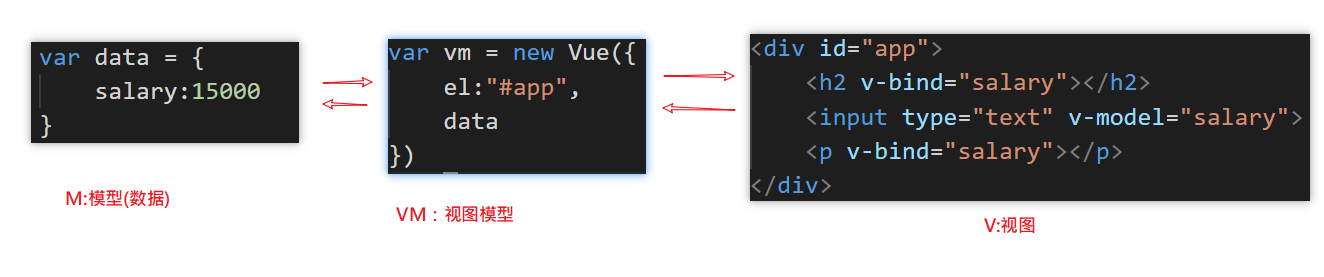 var data = {
    salary:15000
}
M:模型(数据)
var vm = new Vue({
    el:"#app",
    data
})
VM：视图模型
<div id="app">
    <h2 v-bind="salary"></h2>
    <input type="text" v-model="salary">
    <p v-bind="salary"></p>
</div>
V:视图